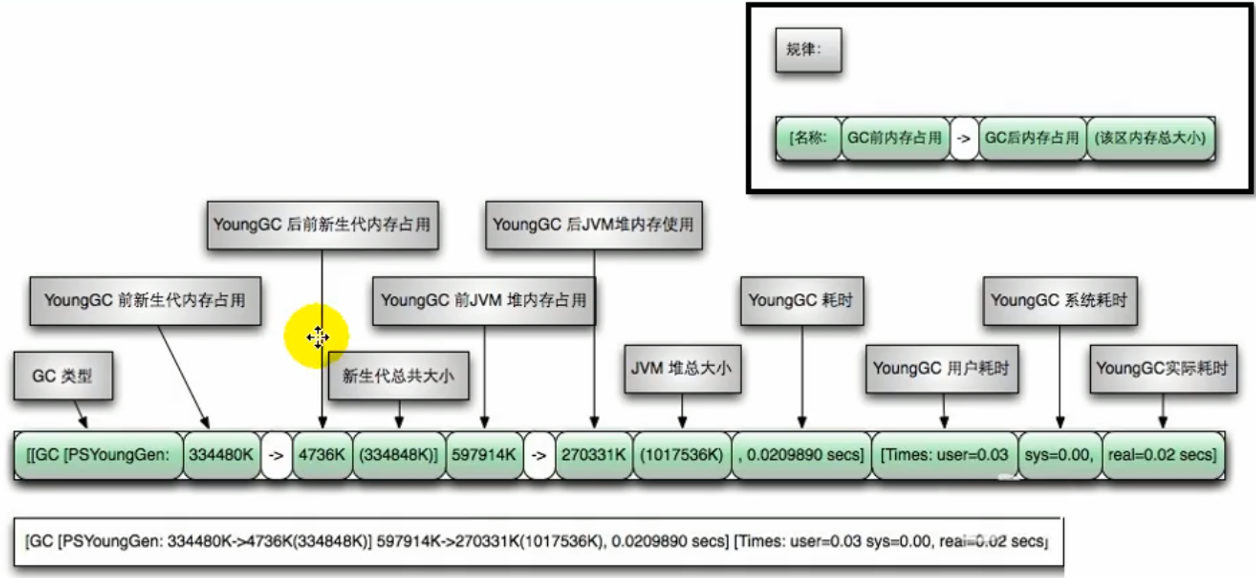 规律：
[名称: GC前内存占用 -> GC后内存占用 (该区内存总大小)
YoungGC 后前新生代内存占用
YoungGC 后JVM堆内存使用
YoungGC 前新生代内存占用
YoungGC 前JVM 堆内存占用
YoungGC 耗时
YoungGC 系统耗时
GC 类型
新生代总共大小
JVM 堆总大小
YoungGC 用户耗时
YoungGC实际耗时
[[GC [PSYoungGen: 334480K -> 4736K (334848K)] 597914K -> 270331K (1017536K) , 0.0209890 secs] [Times: user=0.03 sys=0.00, real=0.02 secs]
[GC [PSYoungGen: 334480K->4736K(334848K)] 597914K->270331K(1017536K), 0.0209890 secs] [Times: user=0.03 sys=0.00, real=0.02 secs]